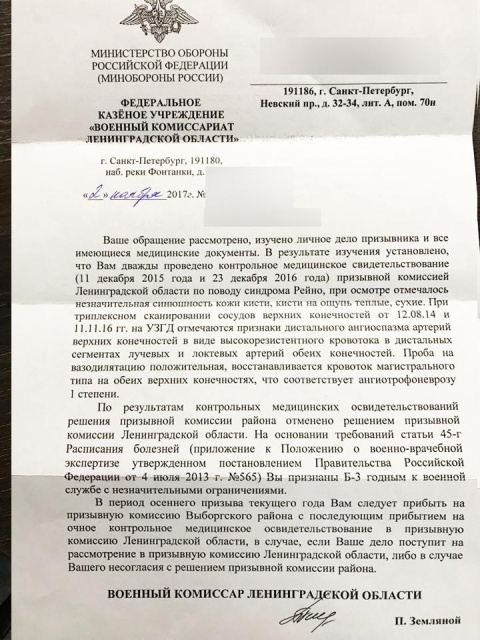 МИНИСТЕРСТВО ОБОРОНЫ
РОССИЙСКОЙ ФЕДЕРАЦИИ
(МИНОБОРОНЫ РОССИИ)
ФЕДЕРАЛЬНОЕ
КАЗЁНОЕ УЧРЕЖДЕНИЕ
«ВОЕННЫЙ КОМИССАРИАТ
ЛЕНИНГРАДСКОЙ ОБЛАСТИ»
г. Санкт-Петербург, 191180,
наб. реки Фонтанки, д.
«2» ноября 2017г. №
191186, г. Санкт-Петербург,
Невский пр., д. 32-34, лит. А, пом. 70н
Ваше обращение рассмотрено, изучено личное дело призывника и все
имеющиеся медицинские документы. В результате изучения установлено,
что Вам дважды проведено контрольное медицинское свидетельствование
(11 декабря 2015 года и 23 декабря 2016 года) призывной комиссией
Ленинградской области по поводу синдрома Рейно, при осмотре отмечалось
незначительная синюшность кожи кисти, кисти на ощупь теплые, сухие. При
триплексном сканировании сосудов верхних конечностей от 12.08.14 и
11.11.16 гг. на УЗГД отмечаются признаки дистального ангиоспазма артерий
верхних конечностей в виде высокорезистентного кровотока в дистальных
сегментах лучевых и локтевых артерий обеих конечностей. Проба на
вазодилятацию положительная, восстанавливается кровоток магистрального
типа на обеих верхних конечностях, что соответствует ангиотрофоневрозу
1 степени.
По результатам контрольных медицинских освидетельствований
решения призывной комиссии района отменено решением призывной
комиссии Ленинградской области. На основании требований статьи 45-г
Расписания болезней (приложение к Положению о военно-врачебной
экспертизе утвержденном постановлением Правительства Российской
Федерации от 4 июля 2013 г. №565) Вы признаны Б-3 годным к военной
службе с незначительными ограничениями.
В период осеннего призыва текущего года Вам следует прибыть на
призывную комиссию Выборгского района с последующим прибытием на
очное контрольное медицинское освидетельствование в призывную
комиссию Ленинградской области, в случае, если Ваше дело поступит на
рассмотрение в призывную комиссию Ленинградской области, либо в случае
Вашего несогласия с решением призывной комиссии района.
ВОЕННЫЙ КОМИССАР ЛЕНИНГРАДСКОЙ ОБЛАСТИ
П. Земляной